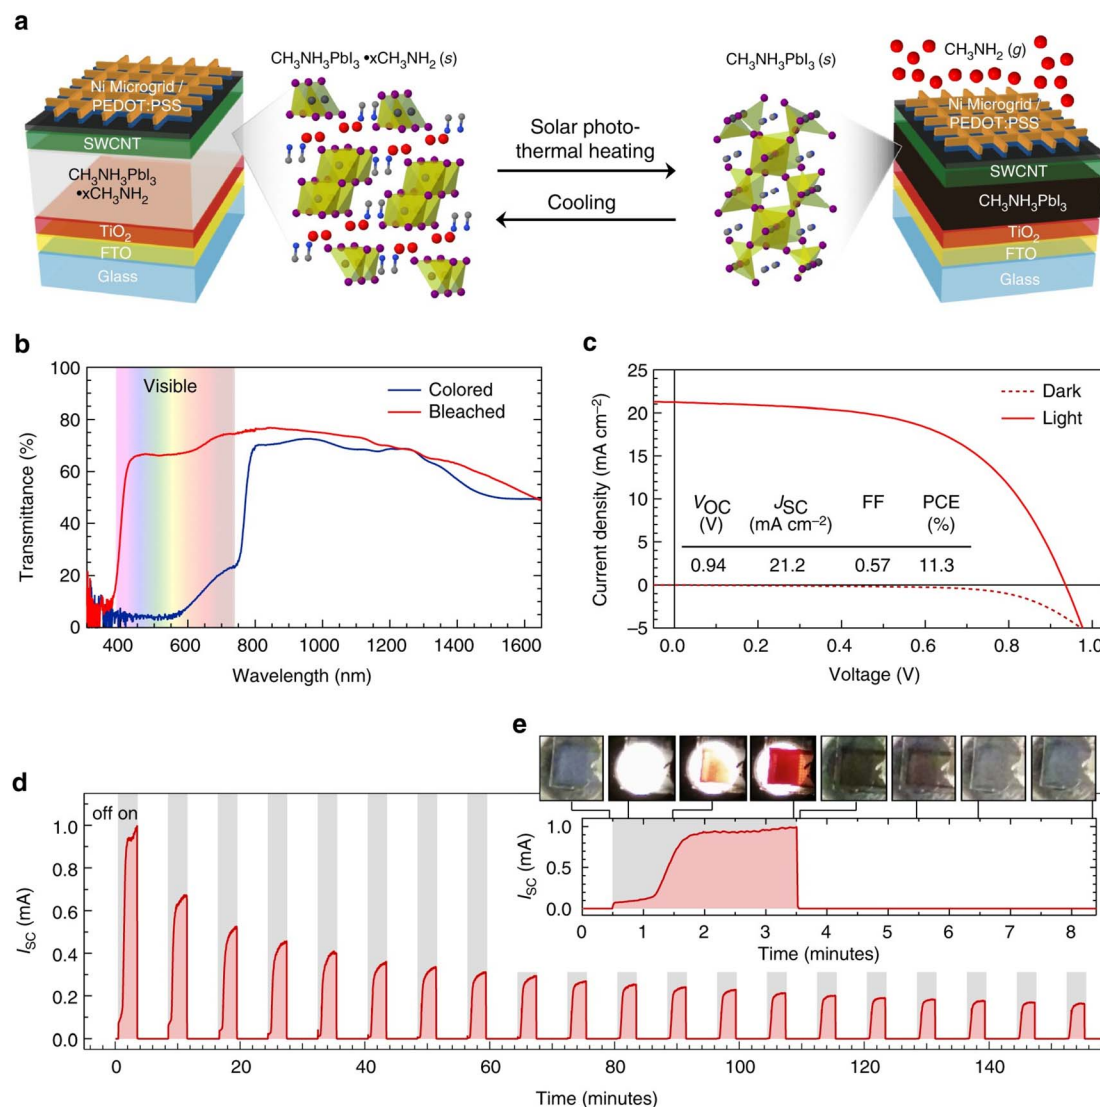 a
Ni Microgrid /
PEDOT:PSS
SWCNT
CH3NH3PbI3
•xCH3NH2
TiO2
FTO
Glass
CH3NH3PbI3 •xCH3NH2 (s)
Solar photo-
thermal heating
Cooling
CH3NH3PbI3 (s)
CH3NH2 (g)
Ni Microgrid /
PEDOT:PSS
SWCNT
CH3NH3PbI3
TiO2
FTO
Glass
b
100
80
60
40
20
0
Transmittance (%)
Visible
Colored
Bleached
400 600 800 1000 1200 1400 1600
Wavelength (nm)
c
25
20
15
10
5
0
–5
Current density (mA cm–2)
Dark
Light
VOC JSC FF PCE
(V) (mA cm–2) (%)
0.94 21.2 0.57 11.3
0.0 0.2 0.4 0.6 0.8 1.0
Voltage (V)
d
off on
1.0
0.8
0.6
0.4
0.2
0.0
ISC (mA)
0 20 40 60 80 100 120 140
Time (minutes)
e
1.0
0.5
0.0
ISC (mA)
0 1 2 3 4 5 6 7 8
Time (minutes)